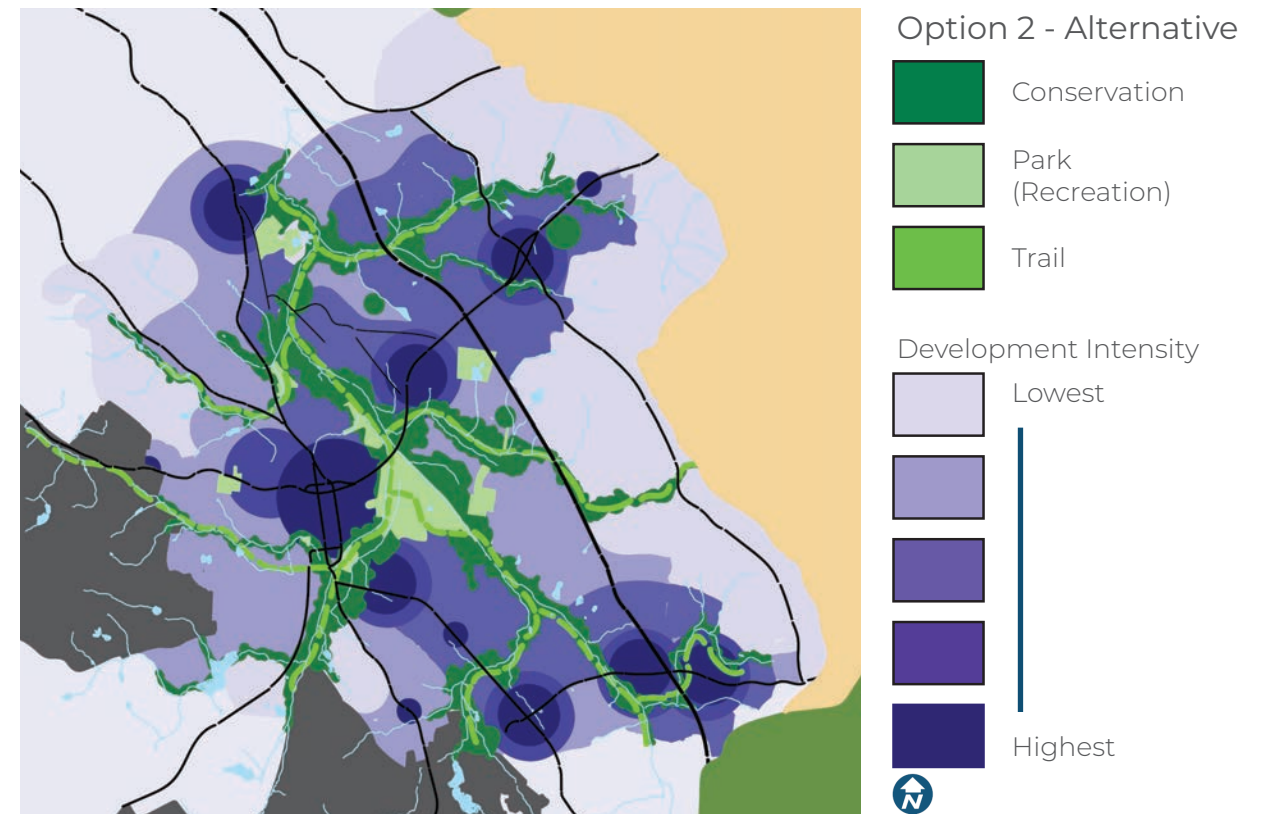 Option 2 - Alternative
Conservation
Park
(Recreation)
Trail
Development Intensity
Lowest
Highest
N